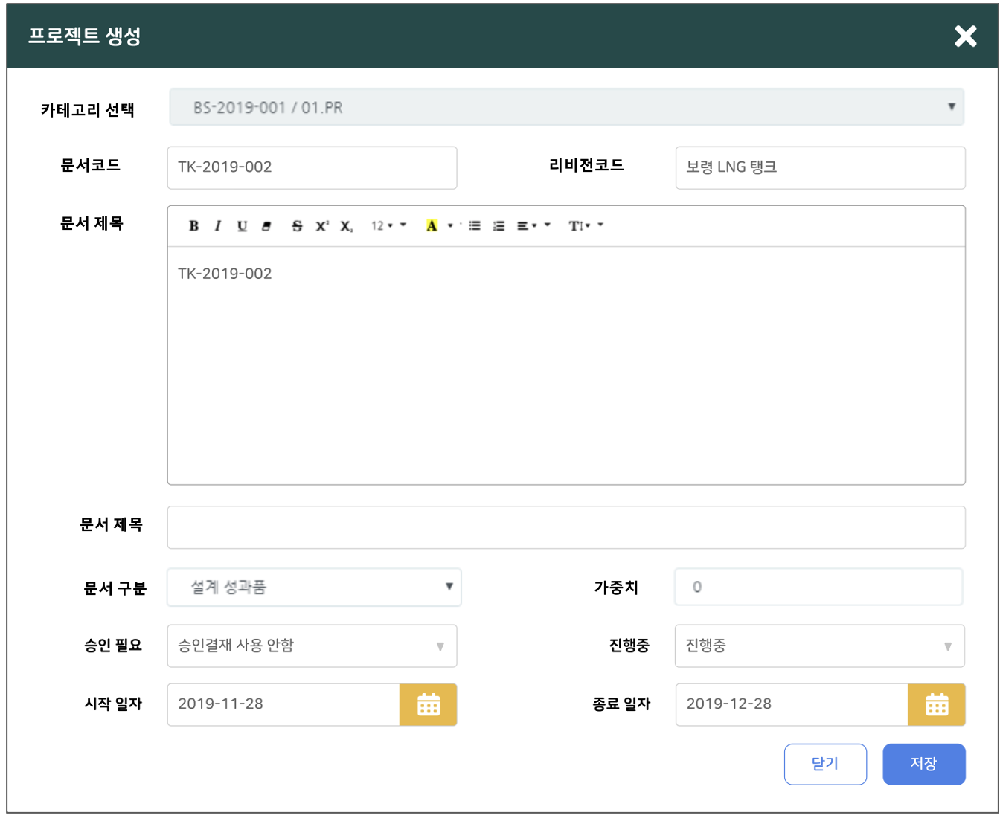 프로젝트 생성
카테고리 선택 BS-2019-001 / 01.PR
문서코드 TK-2019-002 리비전코드 보령 LNG 탱크
문서 제목 B I U S X² X₂ 12 A T
TK-2019-002
문서 제목
문서 구분 설계 성과품 가중치 0
승인 필요 승인결재 사용 안함 진행중 진행중
시작 일자 2019-11-28 종료 일자 2019-12-28
닫기 저장